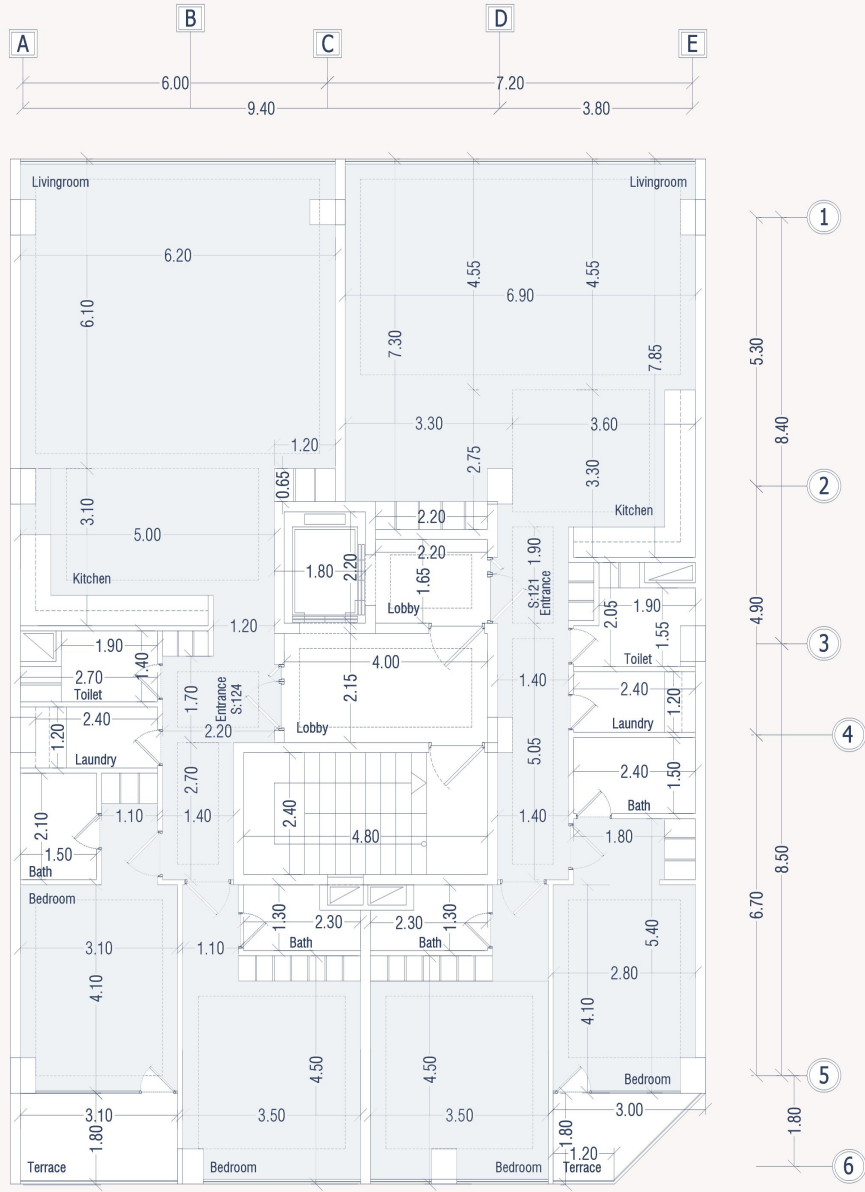 A
B
C
D
E
6.00
7.20
9.40
3.80
Livingroom
Livingroom
1
6.20
4.55
4.55
6.90
6.10
7.30
7.85
5.30
8.40
3.30
3.60
1.20
2.75
3.30
0.65
2
3.10
5.00
Kitchen
2.20
2.20
1.90
1.80
2.20
1.65
Kitchen
Lobby
S:121
Entrance
2.05
1.90
1.55
4.90
1.20
1.90
1.40
4.00
Toilet
3
2.70
Toilet
1.70
Entrance
S:124
2.15
1.40
2.40
1.20
2.40
1.20
Laundry
2.20
Lobby
Laundry
4
2.70
5.05
2.40
1.50
2.10
1.10
1.40
2.40
4.80
1.40
Bath
1.50
1.80
Bath
8.50
Bedroom
6.70
1.30
2.30
2.30
1.30
5.40
3.10
1.10
Bath
Bath
2.80
4.10
4.10
4.50
4.50
Bedroom
5
3.10
3.50
3.50
3.00
1.80
1.80
1.80
1.20
Terrace
Bedroom
Bedroom
Terrace
6